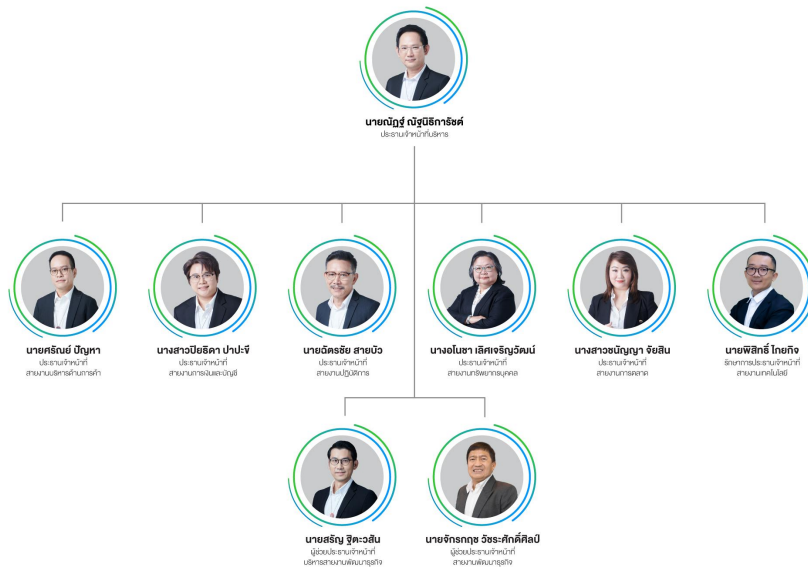 นายณัฏฐ์ ณัฐนิธิการัชต์
ประธานเจ้าหน้าที่บริหาร
นายศรัณย์ ปัญหา
ประธานเจ้าหน้าที่
สายงานบริหารด้านการค้า
นางสาวปิยธิดา ปาปะขี
ประธานเจ้าหน้าที่
สายงานการเงินและบัญชี
นายฉัตรชัย สายบัว
ประธานเจ้าหน้าที่
สายงานปฏิบัติการ
นางอโนชา เลิศเจริญวัฒน์
ประธานเจ้าหน้าที่
สายงานทรัพยากรบุคคล
นางสาวชนัญญา จัยสิน
ประธานเจ้าหน้าที่
สายงานการตลาด
นายพิสิทธิ์ ไกยกิจ
รักษาการประธานเจ้าหน้าที่
สายงานเทคโนโลยี
นายสรัญ ฐิตะวสัน
ผู้ช่วยประธานเจ้าหน้าที่
บริหารสายงานพัฒนาธุรกิจ
นายจักรกฤช วัชระศักดิ์ศิลป์
ผู้ช่วยประธานเจ้าหน้าที่
สายงานพัฒนาธุรกิจ